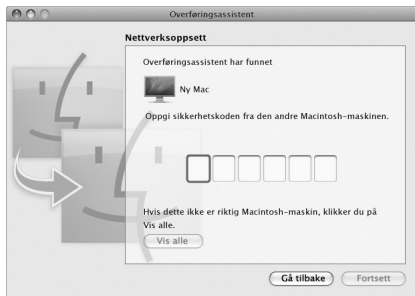 Overføringsassistent
Nettverksoppsett
Overføringsassistent har funnet
Ny Mac
Oppgi sikkerhetskoden fra den andre Macintosh-maskinen.
Hvis dette ikke er riktig Macintosh-maskin, klikker du på
Vis alle.
Vis alle
Gå tilbake
Fortsett